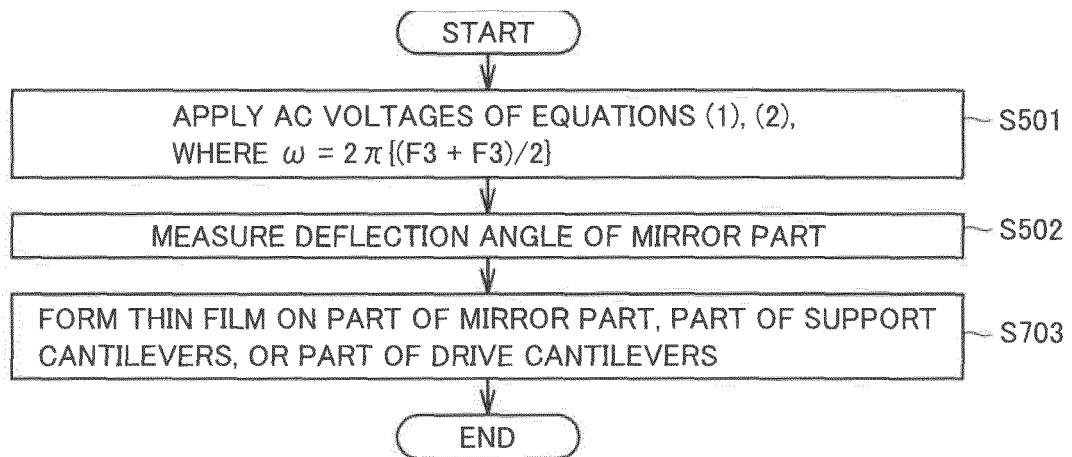 START
APPLY AC VOLTAGES OF EQUATIONS (1), (2),
WHERE ω = 2π{(F3 + F3)/2}
S501
MEASURE DEFLECTION ANGLE OF MIRROR PART
S502
FORM THIN FILM ON PART OF MIRROR PART, PART OF SUPPORT
CANTILEVERS, OR PART OF DRIVE CANTILEVERS
S703
END